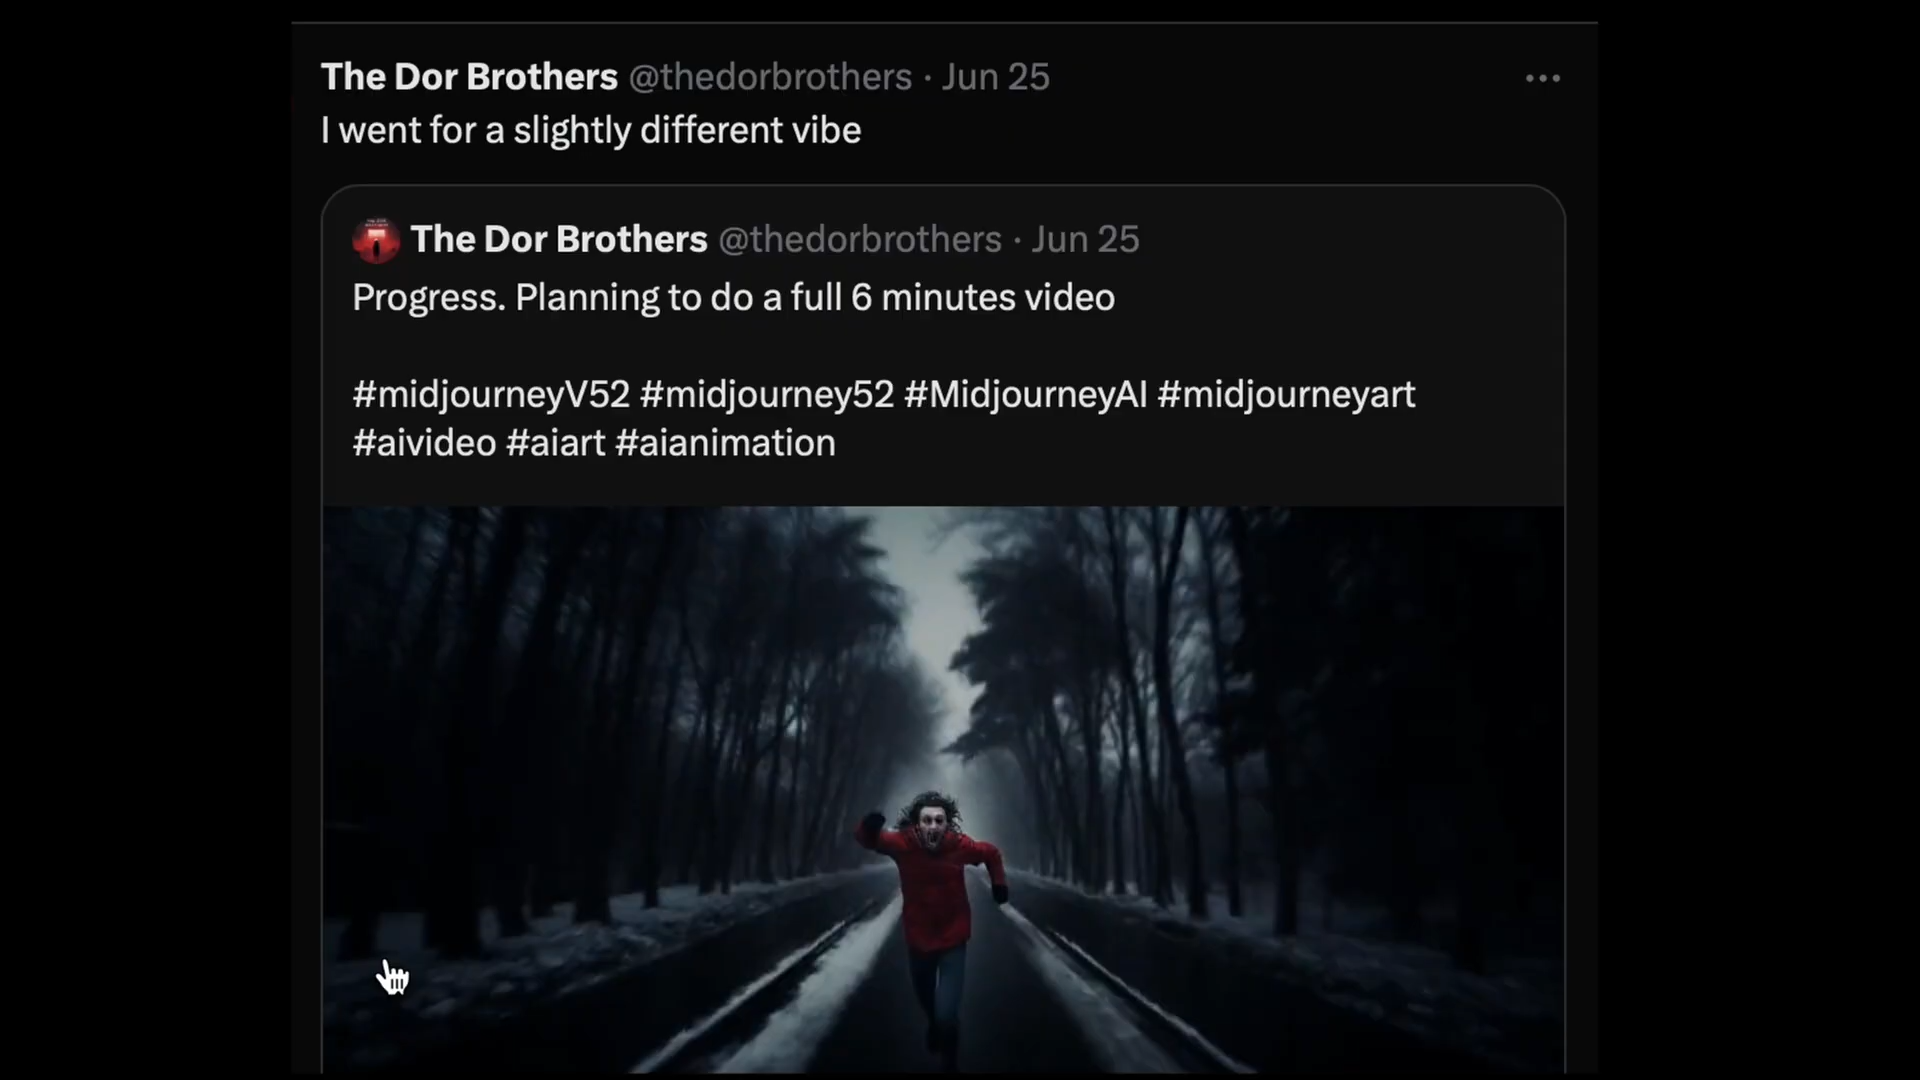 The Dor Brothers @thedorbrothers · Jun 25
I went for a slightly different vibe
The Dor Brothers @thedorbrothers · Jun 25
Progress. Planning to do a full 6 minutes video
#midjourneyV52 #midjourney52 #MidjourneyAI #midjourneyart
#aivideo #aiart #aianimation